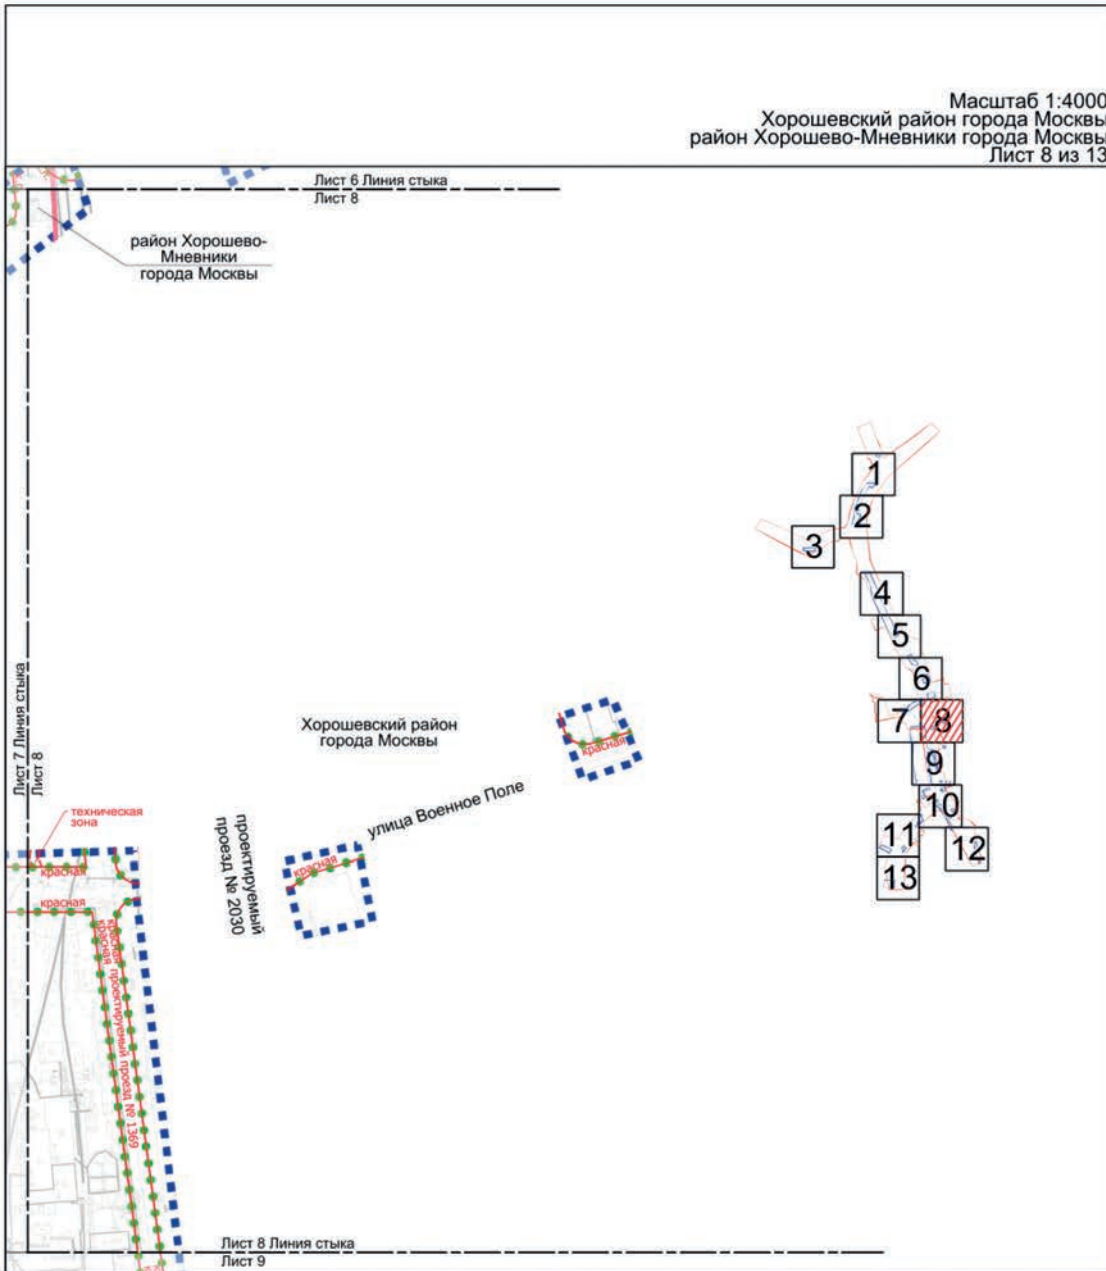 Масштаб 1:4000
Хорошевский район города Москвы
район Хорошево-Мневники города Москвы
Лист 8 из 13
Лист 6 Линия стыка
Лист 8
район Хорошево-
Мневники
города Москвы
1
2
3
4
5
6
7
8
9
10
11
12
13
Лист 7 Линия стыка
Лист 8
Хорошевский район
города Москвы
красная
улица Военное Поле
техническая
зона
проектируемый
проезд № 2030
красная
красная
красная
красная проектируемый проезд № 1369
красная
Лист 8 Линия стыка
Лист 9